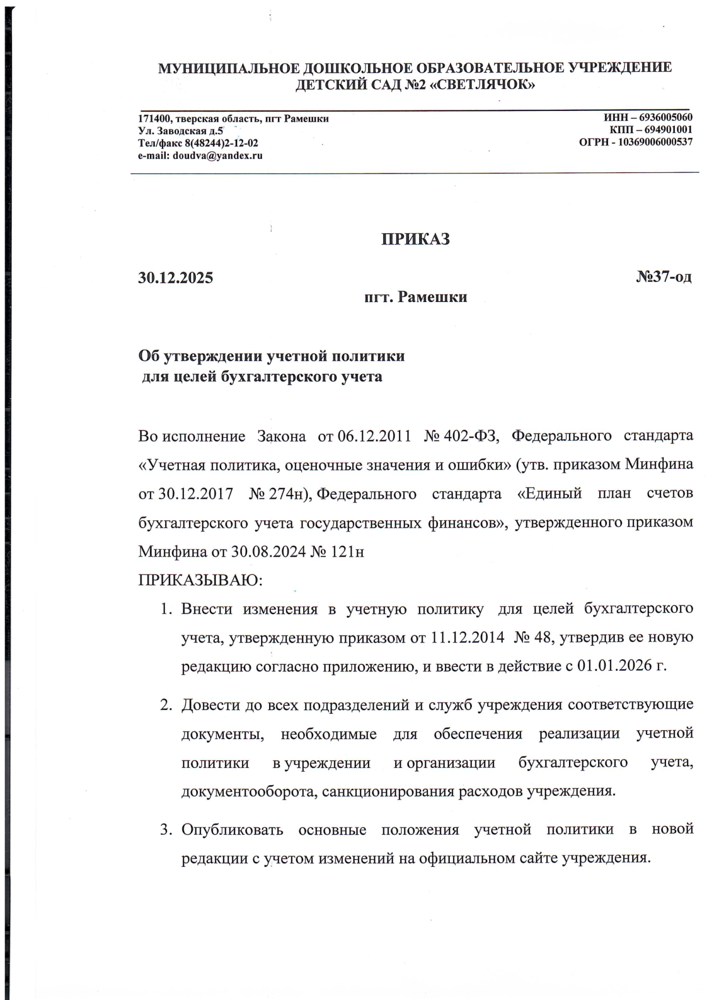 МУНИЦИПАЛЬНОЕ ДОШКОЛЬНОЕ ОБРАЗОВАТЕЛЬНОЕ УЧРЕЖДЕНИЕ
ДЕТСКИЙ САД №2 «СВЕТЛЯЧОК»
171400, тверская область, пгт Рамешки
Ул. Заводская д.5
Тел/факс 8(48244)2-12-02
e-mail: doudva@yandex.ru
ИНН – 6936005060
КПП – 694901001
ОГРН - 10369006000537
ПРИКАЗ
30.12.2025 №37-од
пгт. Рамешки
Об утверждении учетной политики
для целей бухгалтерского учета
Во исполнение Закона от 06.12.2011 № 402-ФЗ, Федерального стандарта
«Учетная политика, оценочные значения и ошибки» (утв. приказом Минфина
от 30.12.2017 № 274н), Федерального стандарта «Единый план счетов
бухгалтерского учета государственных финансов», утвержденного приказом
Минфина от 30.08.2024 № 121н
ПРИКАЗЫВАЮ:
1. Внести изменения в учетную политику для целей бухгалтерского
учета, утвержденную приказом от 11.12.2014 № 48, утвердив ее новую
редакцию согласно приложению, и ввести в действие с 01.01.2026 г.
2. Довести до всех подразделений и служб учреждения соответствующие
документы, необходимые для обеспечения реализации учетной
политики в учреждении и организации бухгалтерского учета,
документооборота, санкционирования расходов учреждения.
3. Опубликовать основные положения учетной политики в новой
редакции с учетом изменений на официальном сайте учреждения.